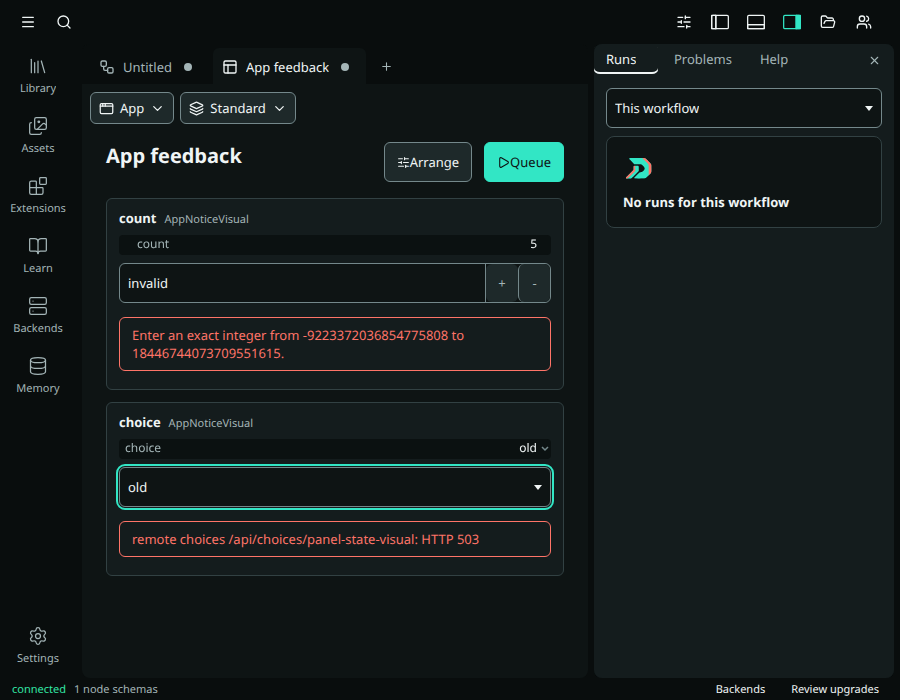 Library
Assets
Extensions
Learn
Backends
Memory
Settings
Untitled
App feedback
+
App
Standard
App feedback
Arrange
Queue
count AppNoticeVisual
count 5
invalid + -
Enter an exact integer from -9223372036854775808 to
18446744073709551615.
choice AppNoticeVisual
choice old
old
remote choices /api/choices/panel-state-visual: HTTP 503
Runs Problems Help
This workflow
No runs for this workflow
connected 1 node schemas
Backends Review upgrades